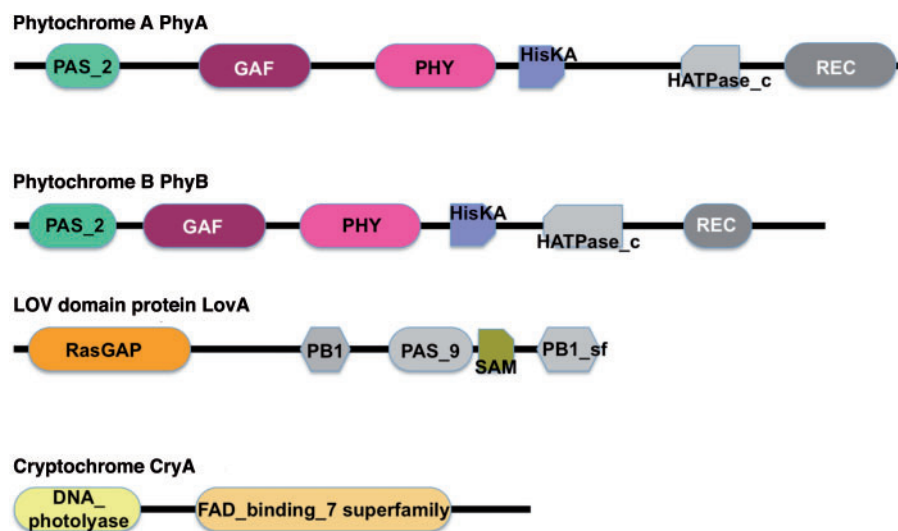 Phytochrome A PhyA
PAS_2 GAF PHY HisKA HATPase_c REC
Phytochrome B PhyB
PAS_2 GAF PHY HisKA HATPase_c REC
LOV domain protein LovA
RasGAP PB1 PAS_9 SAM PB1_sf
Cryptochrome CryA
DNA_
photolyase FAD_binding_7 superfamily